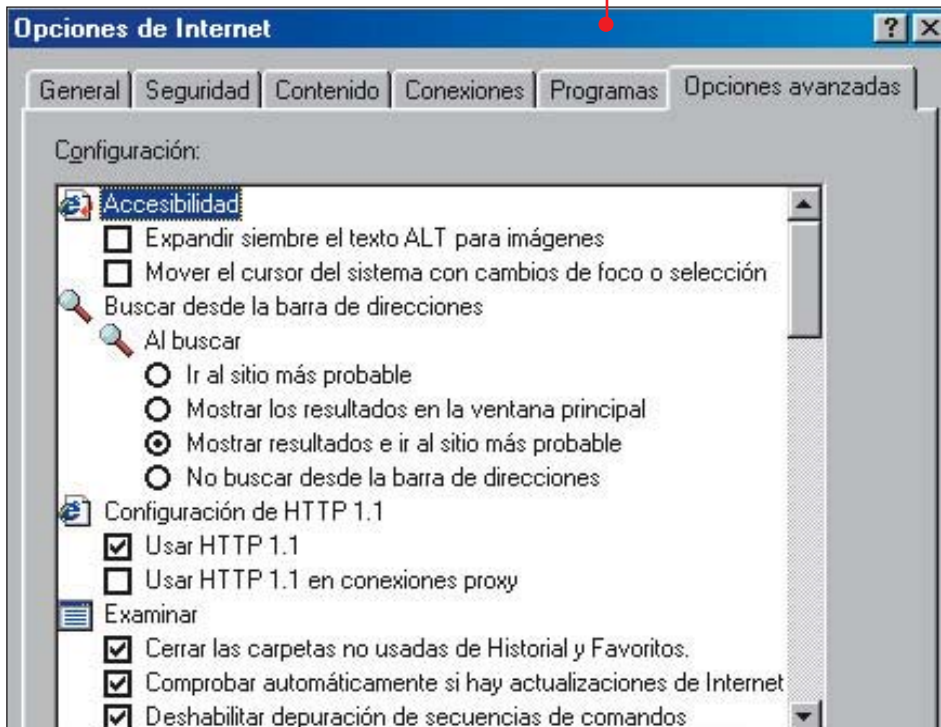 Opciones de Internet
General Seguridad Contenido Conexiones Programas Opciones avanzadas
Configuración:
Accesibilidad
Expandir siembre el texto ALT para imágenes
Mover el cursor del sistema con cambios de foco o selección
Buscar desde la barra de direcciones
Al buscar
Ir al sitio más probable
Mostrar los resultados en la ventana principal
Mostrar resultados e ir al sitio más probable
No buscar desde la barra de direcciones
Configuración de HTTP 1.1
Usar HTTP 1.1
Usar HTTP 1.1 en conexiones proxy
Examinar
Cerrar las carpetas no usadas de Historial y Favoritos.
Comprobar automáticamente si hay actualizaciones de Internet
Deshabilitar depuración de secuencias de comandos